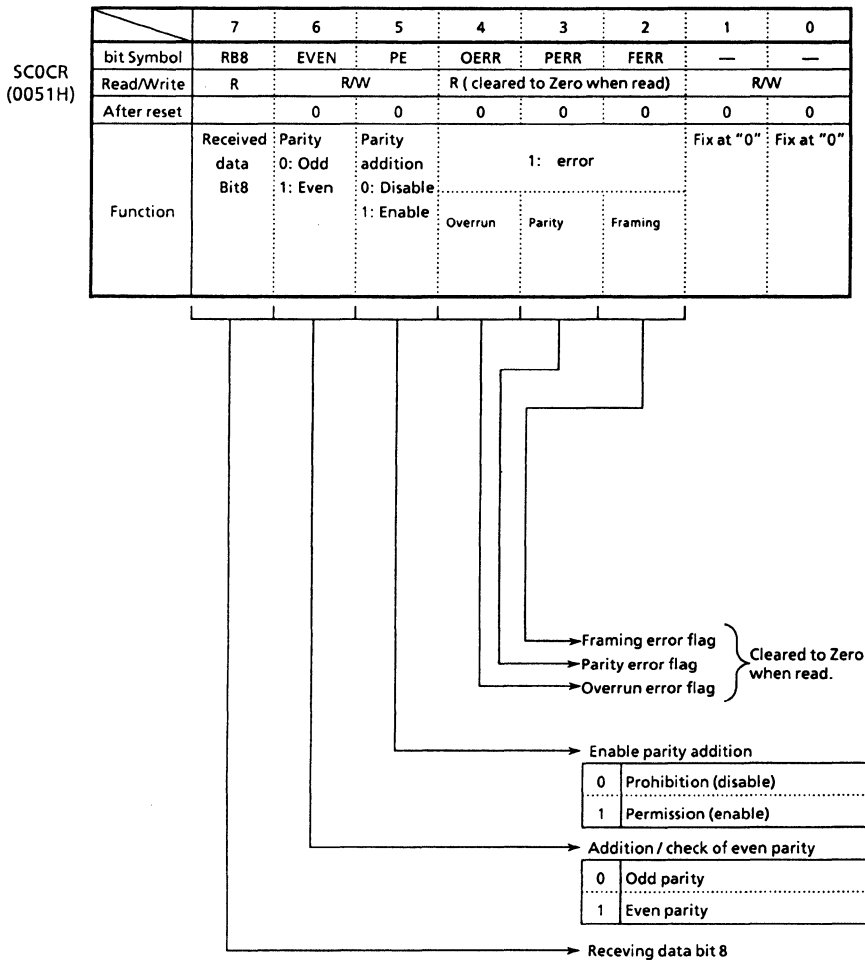 7 6 5 4 3 2 1 0
SC0CR
(0051H)
bit Symbol RB8 EVEN PE OERR PERR FERR — —
Read/Write R R/W R ( cleared to Zero when read) R/W
After reset 0 0 0 0 0 0 0
Function
Received
data
Bit8
Parity
0: Odd
1: Even
Parity
addition
0: Disable
1: Enable
1: error
Overrun Parity Framing
Fix at "0" Fix at "0"
Framing error flag
Parity error flag
Overrun error flag
Cleared to Zero
when read.
Enable parity addition
0 Prohibition (disable)
1 Permission (enable)
Addition / check of even parity
0 Odd parity
1 Even parity
Receving data bit 8